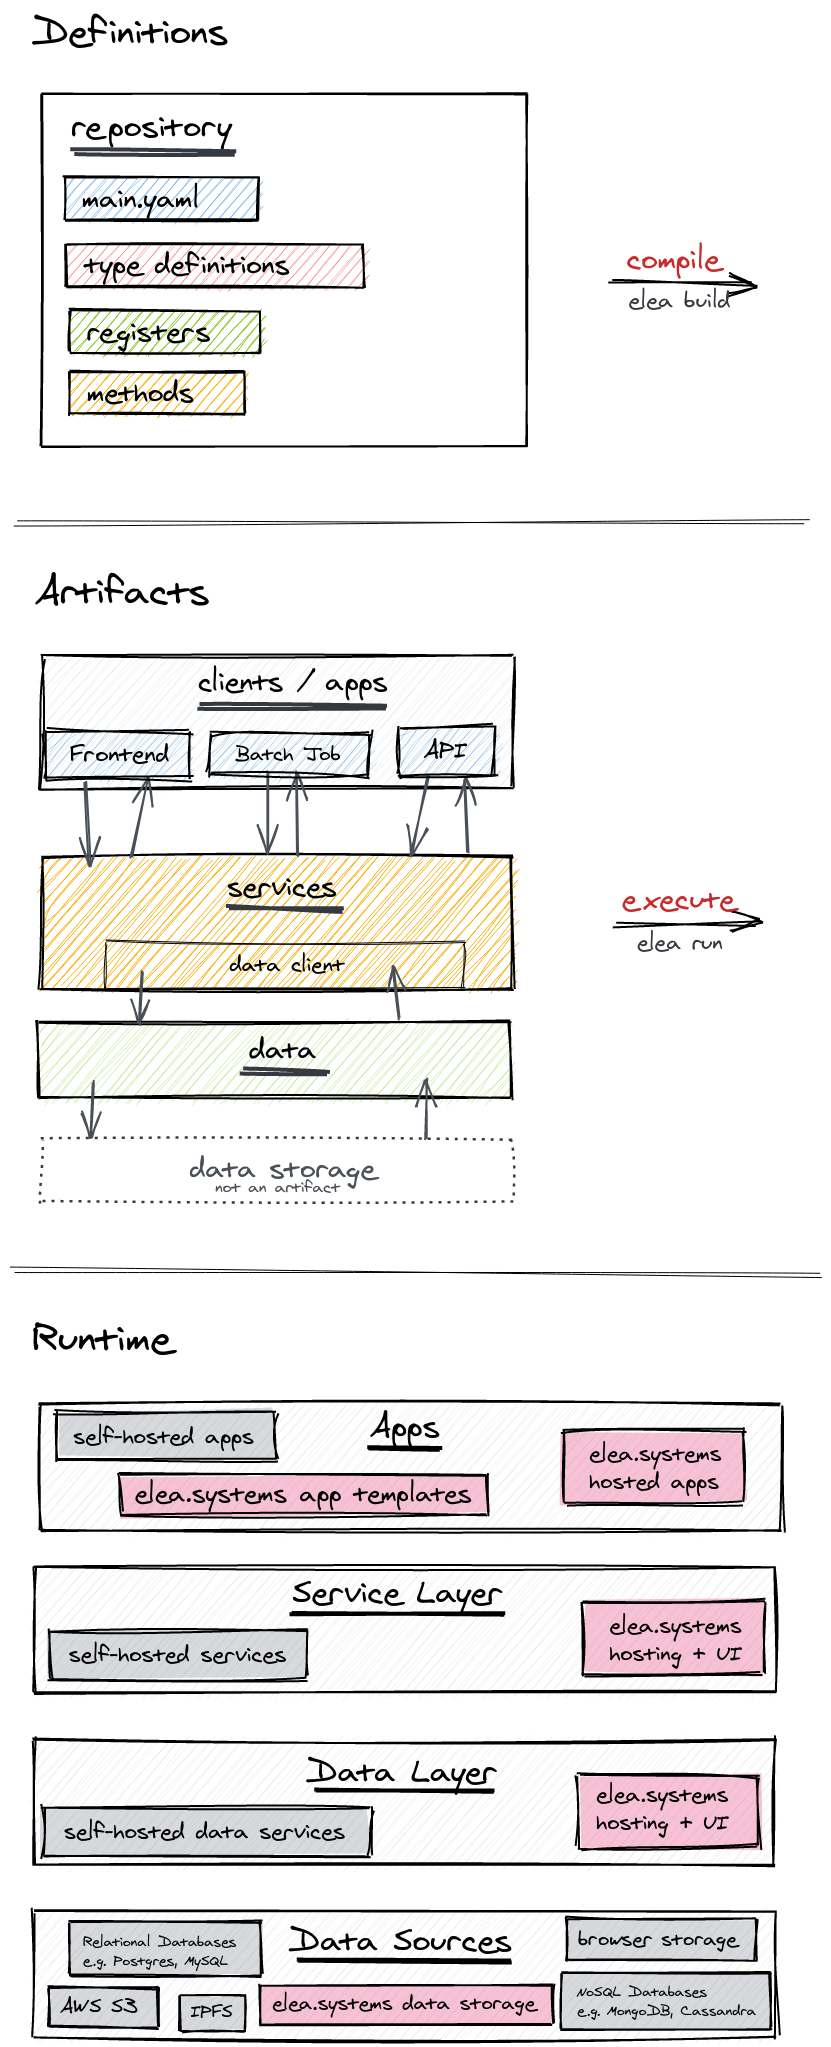 Definitions
repository
main.yaml
type definitions
registers
methods
compile
elea build
Artifacts
clients / apps
Frontend
Batch Job
API
services
data client
execute
elea run
data
data storage
not an artifact
Runtime
Apps
self-hosted apps
elea.systems app templates
elea.systems
hosted apps
Service Layer
self-hosted services
elea.systems
hosting + UI
Data Layer
self-hosted data services
elea.systems
hosting + UI
Data Sources
Relational Databases
e.g. Postgres, MySQL
browser storage
AWS S3
IPFS
elea.systems data storage
NoSQL Databases
e.g. MongoDB, Cassandra